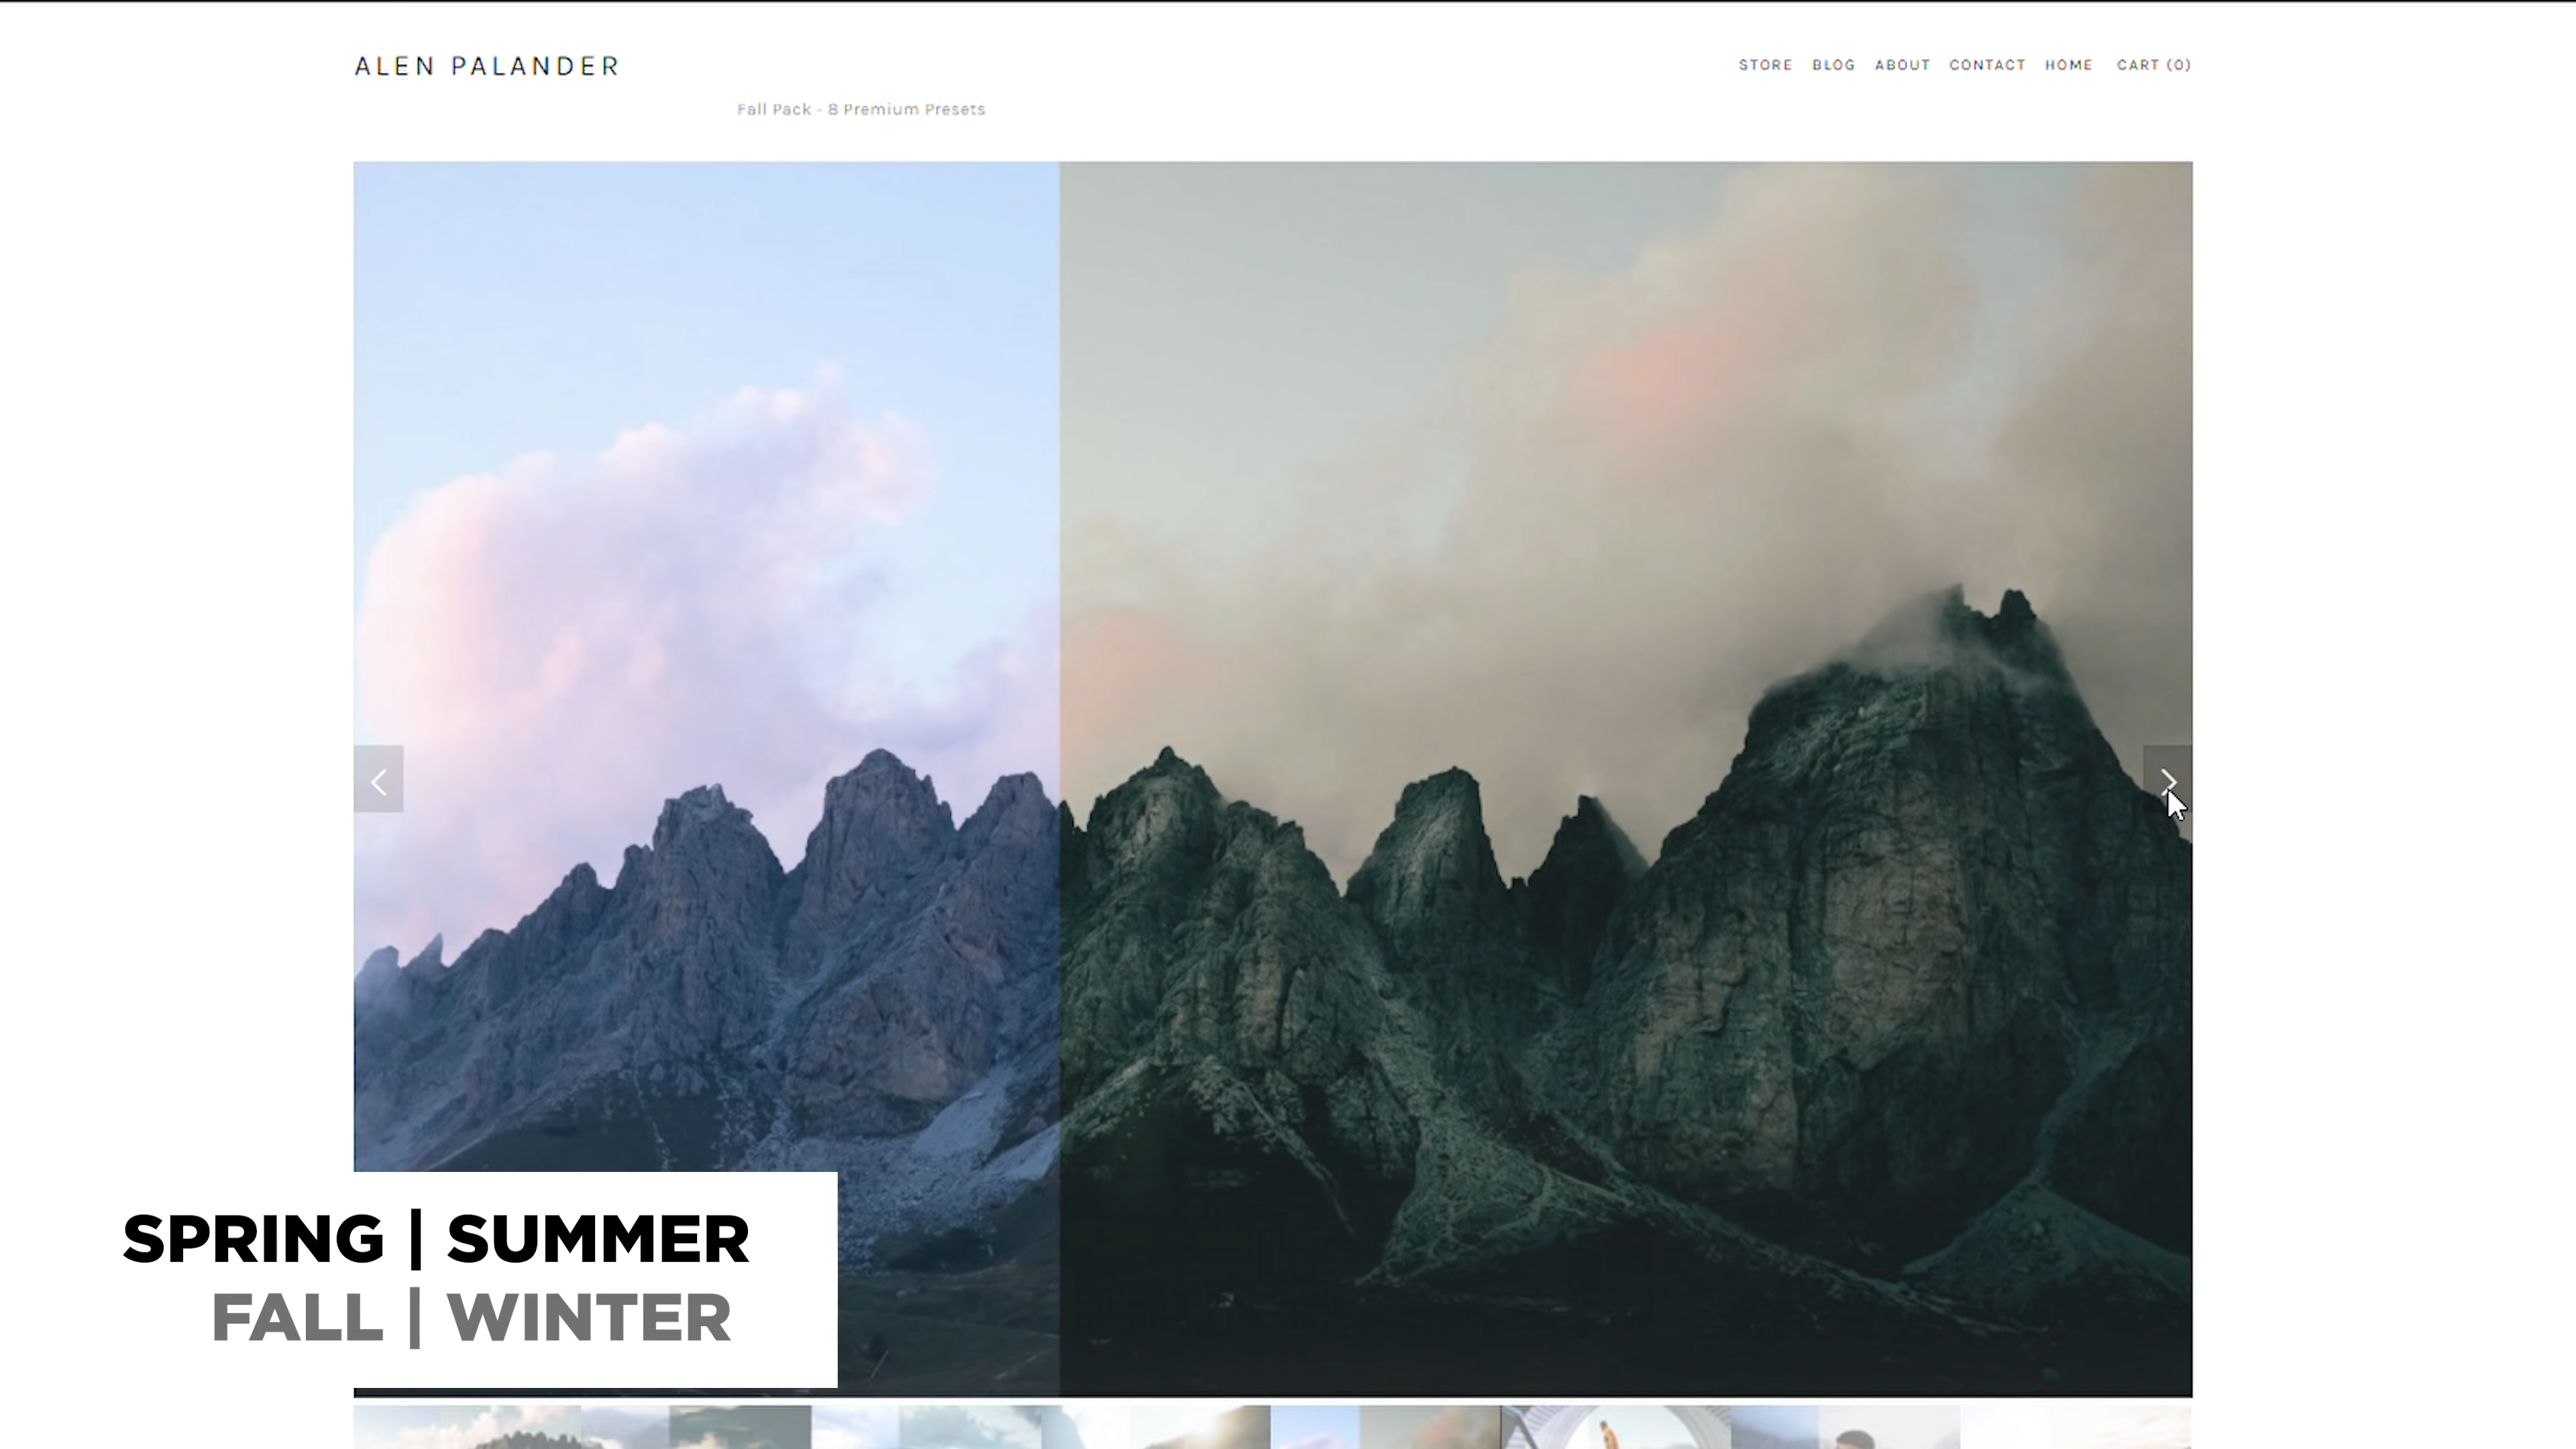 ALEN PALANDER
STORE BLOG ABOUT CONTACT HOME CART (0)
Fall Pack - 8 Premium Presets
SPRING | SUMMER
FALL | WINTER